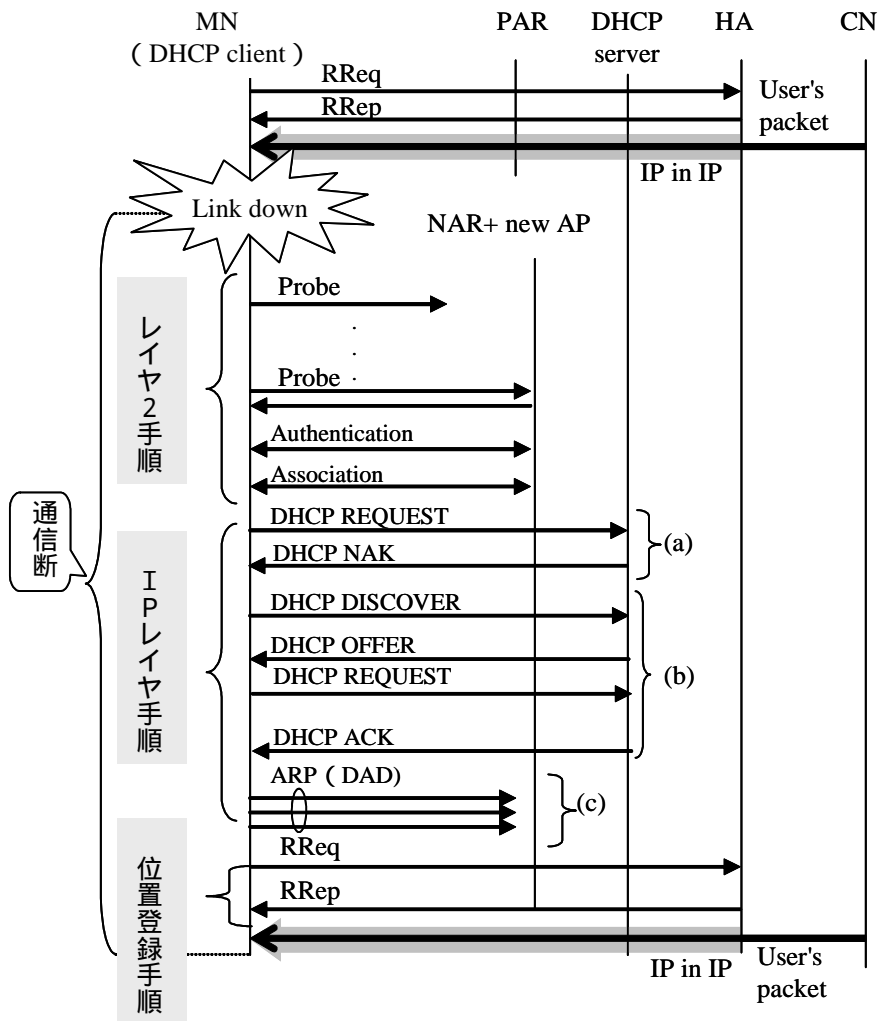 MN
( DHCP client )
PAR
DHCP
server
HA
CN
RReq
RRep
User's
packet
IP in IP
Link down
NAR+ new AP
Probe
Probe
レイヤ2手順
Authentication
Association
通信断
DHCP REQUEST
DHCP NAK
(a)
IPレイヤ手順
DHCP DISCOVER
DHCP OFFER
DHCP REQUEST
(b)
DHCP ACK
ARP ( DAD)
(c)
位置登録手順
RReq
RRep
IP in IP
User's
packet